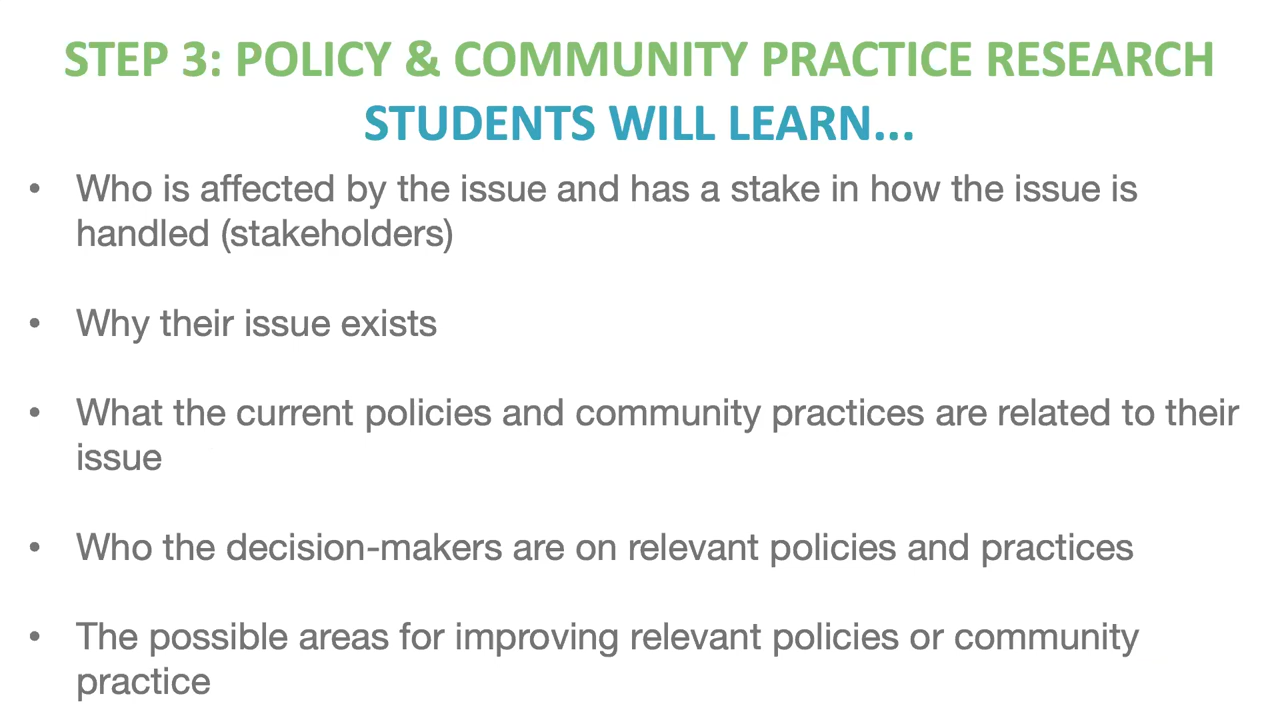 STEP 3: POLICY & COMMUNITY PRACTICE RESEARCH
STUDENTS WILL LEARN...
• Who is affected by the issue and has a stake in how the issue is
handled (stakeholders)
• Why their issue exists
• What the current policies and community practices are related to their
issue
• Who the decision-makers are on relevant policies and practices
• The possible areas for improving relevant policies or community
practice